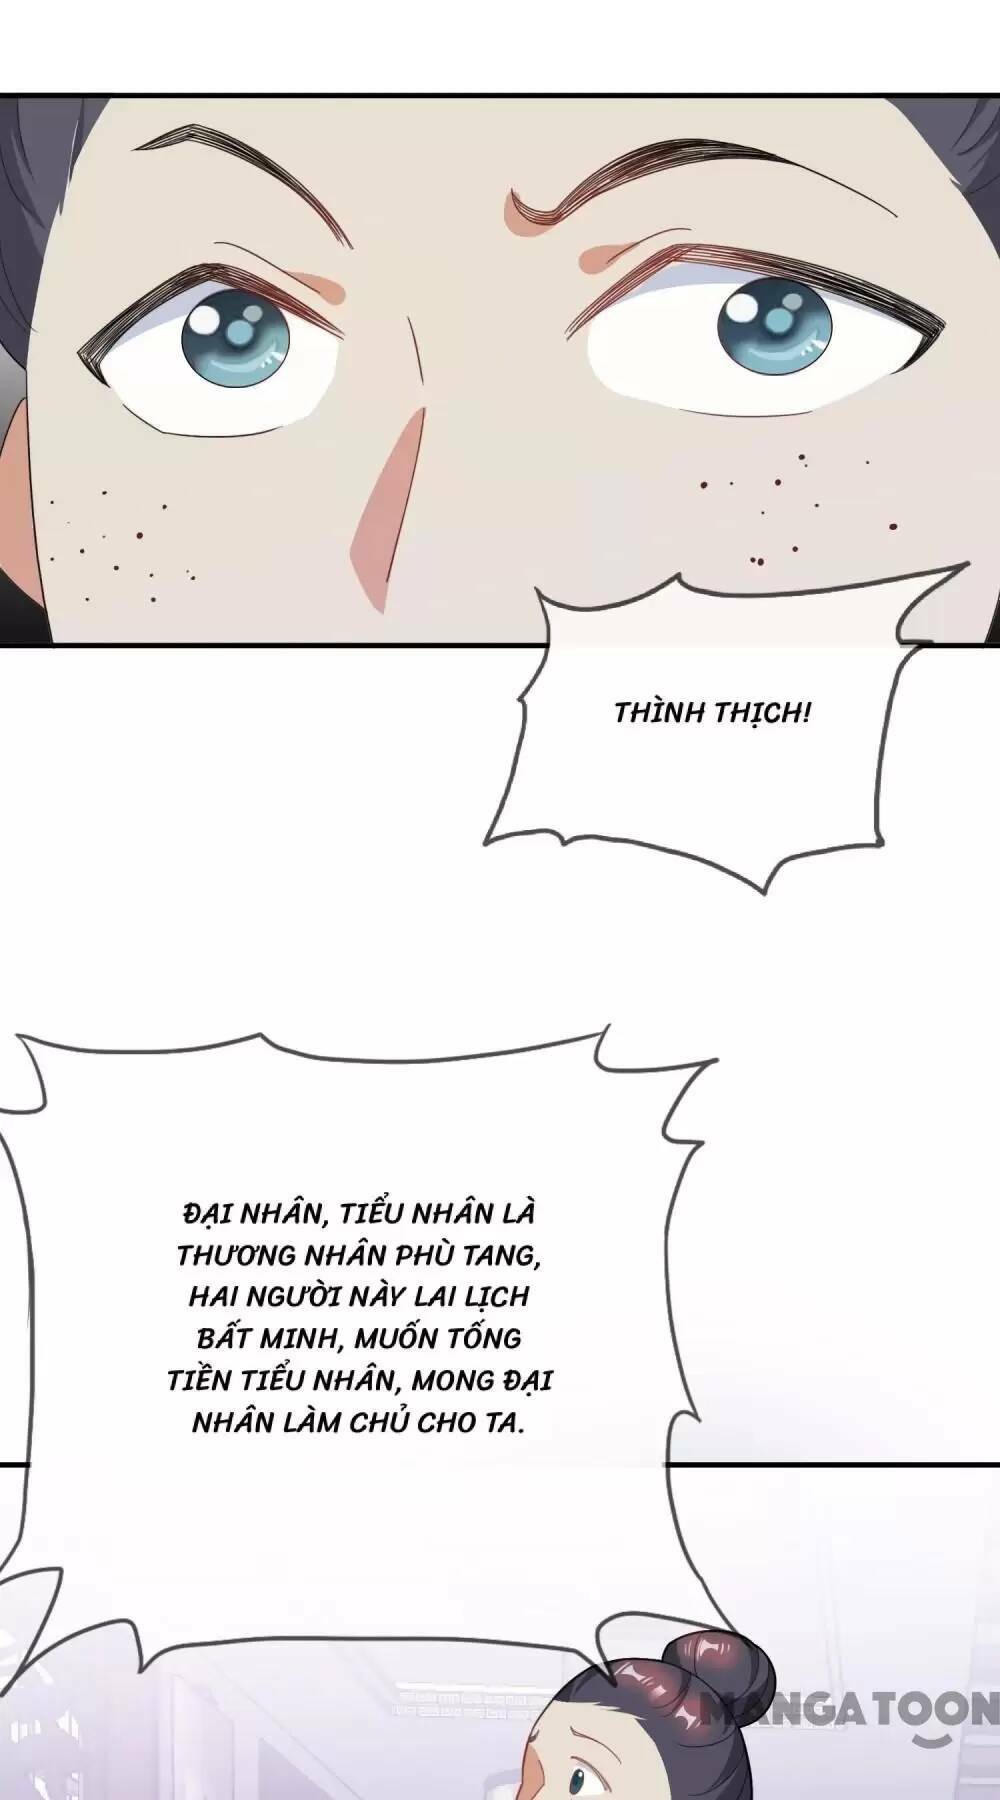 THÌNH THỊCH!
ĐẠI NHÂN, TIỂU NHÂN LÀ
THƯƠNG NHÂN PHÙ TANG,
HAI NGƯỜI NÀY LAI LỊCH
BẤT MINH, MUỐN TỐNG
TIỀN TIỂU NHÂN, MONG ĐẠI
NHÂN LÀM CHỦ CHO TA.
MANGATOON